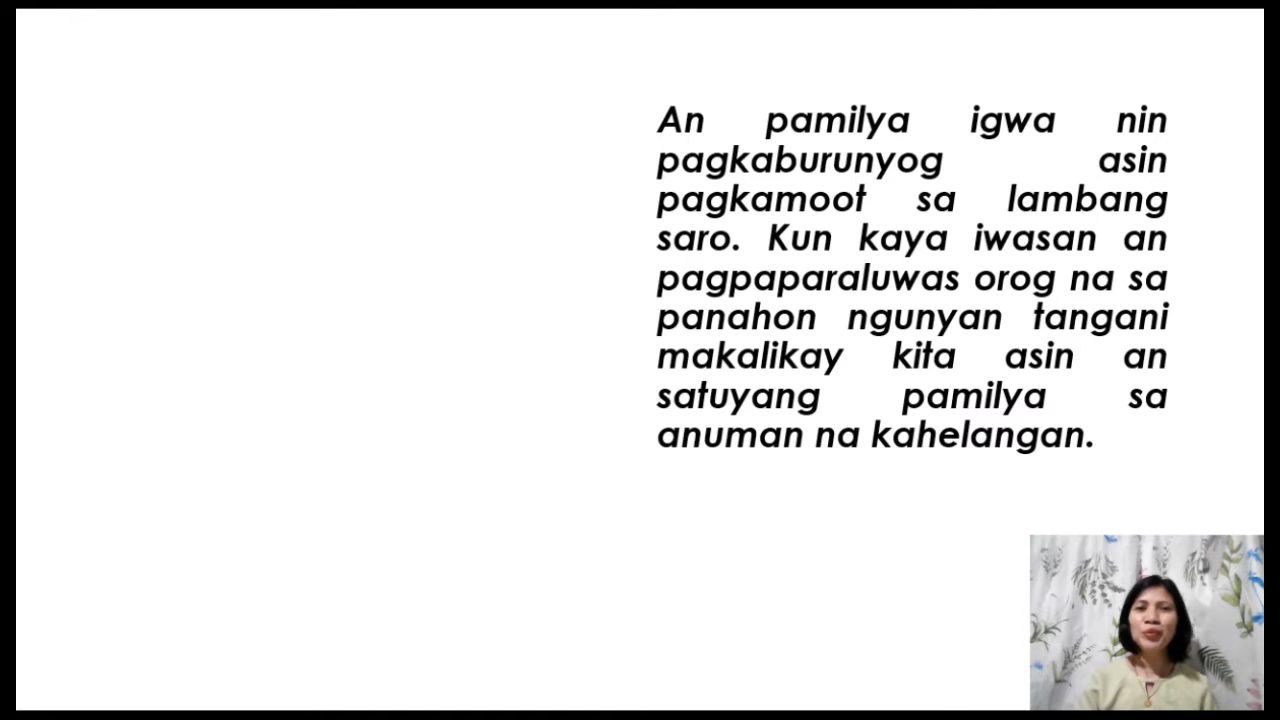 An pamilya igwa nin
pagkaburunyog asin
pagkamoot sa lambang
saro. Kun kaya iwasan an
pagpaparaluwas orog na sa
panahon ngunyan tangani
makalikay kita asin an
satuyang pamilya sa
anuman na kahelangan.